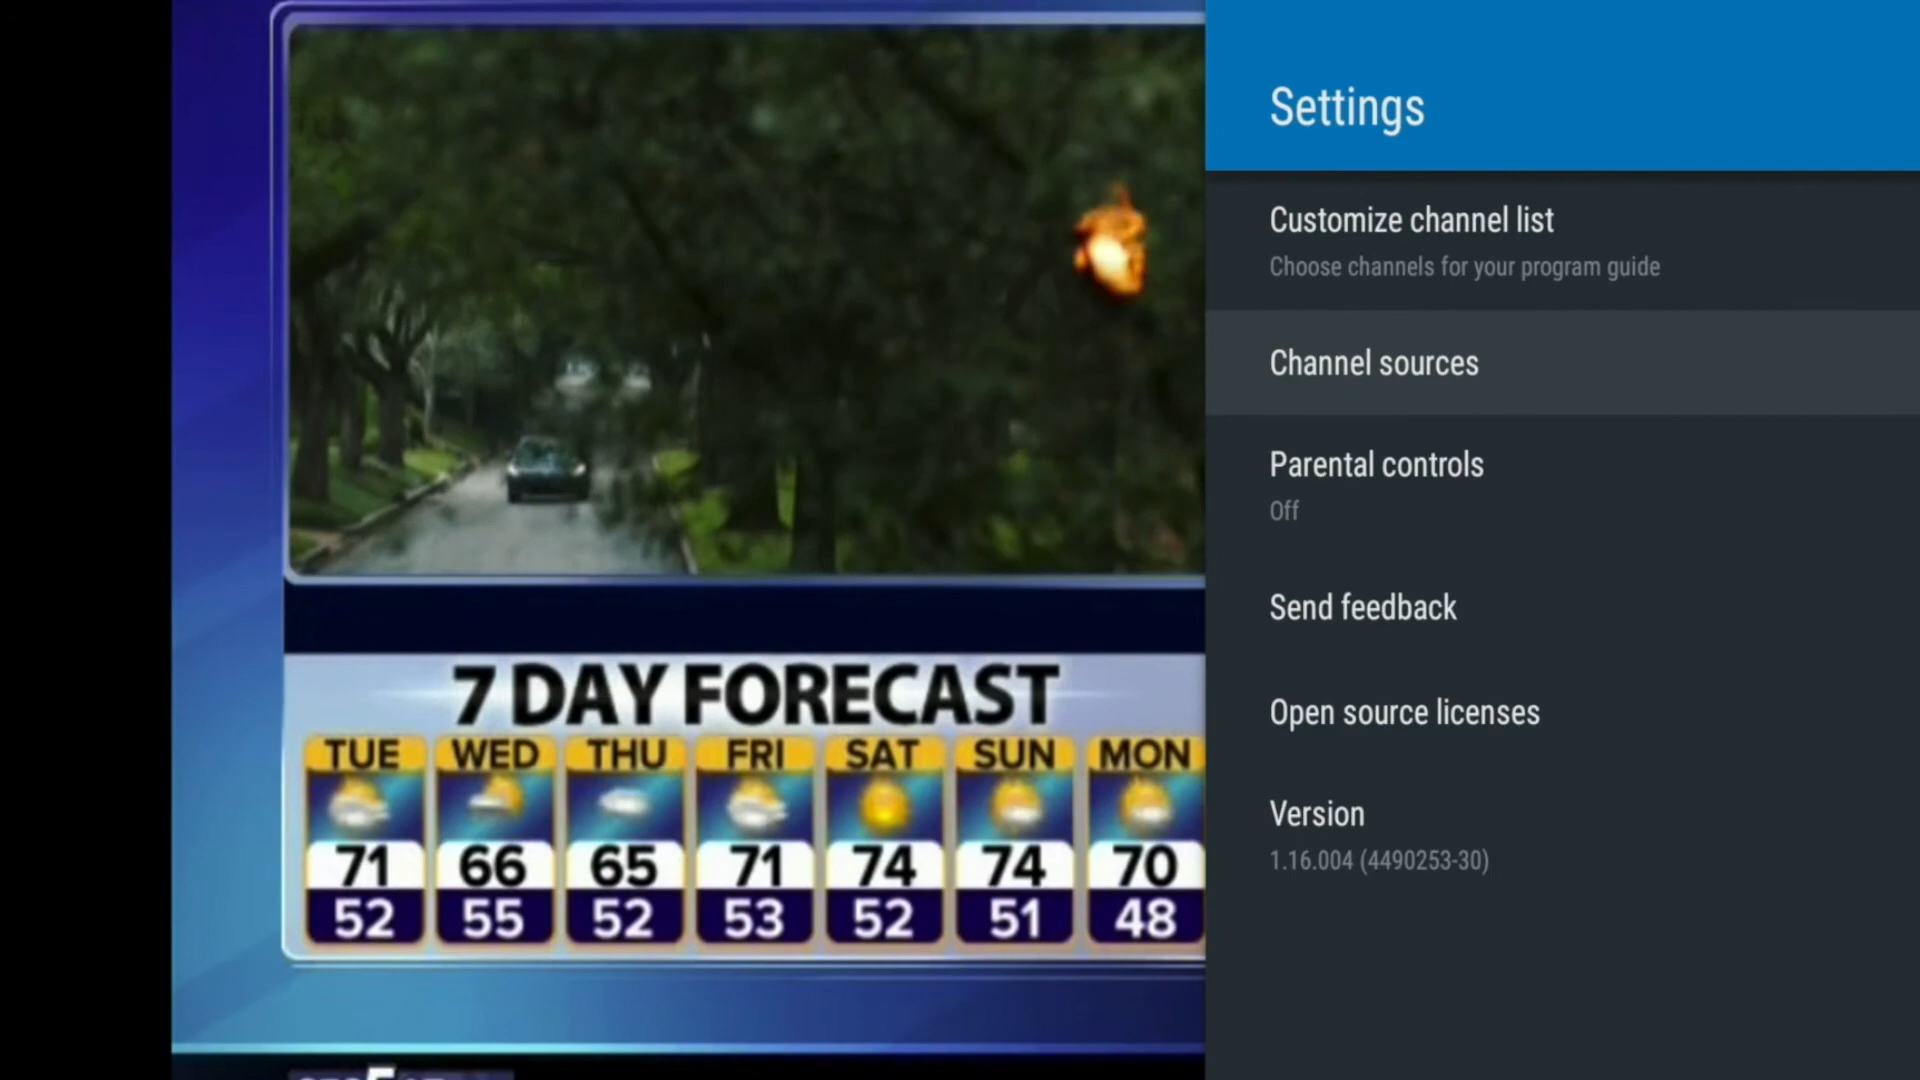 Settings
Customize channel list
Choose channels for your program guide
Channel sources
Parental controls
Off
Send feedback
Open source licenses
Version
1.16.004 (4490253-30)
7 DAY FORECAST
TUE WED THU FRI SAT SUN MON
71 66 65 71 74 74 70
52 55 52 53 52 51 48